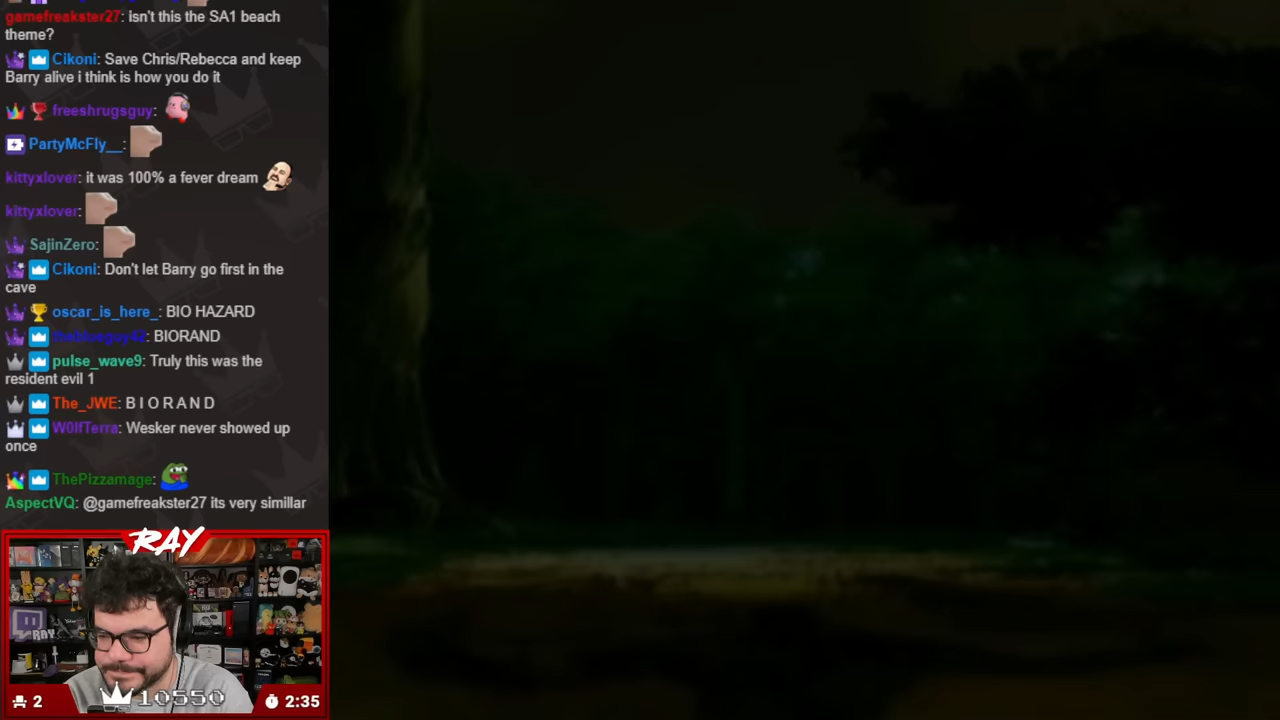 gamefreakster27: isn't this the SA1 beach
theme?
Cikoni: Save Chris/Rebecca and keep
Barry alive i think is how you do it
freeshrugsguy:
PartyMcFly__:
kittyxlover: it was 100% a fever dream
kittyxlover:
SajinZero:
Cikoni: Don't let Barry go first in the
cave
oscar_is_here_: BIO HAZARD
theblueguy42: BIORAND
pulse_wave9: Truly this was the
resident evil 1
The_JWE: B I O R A N D
W0lfTerra: Wesker never showed up
once
ThePizzamage:
AspectVQ: @gamefreakster27 its very simillar
RAY
RAY
2
10550
2:35